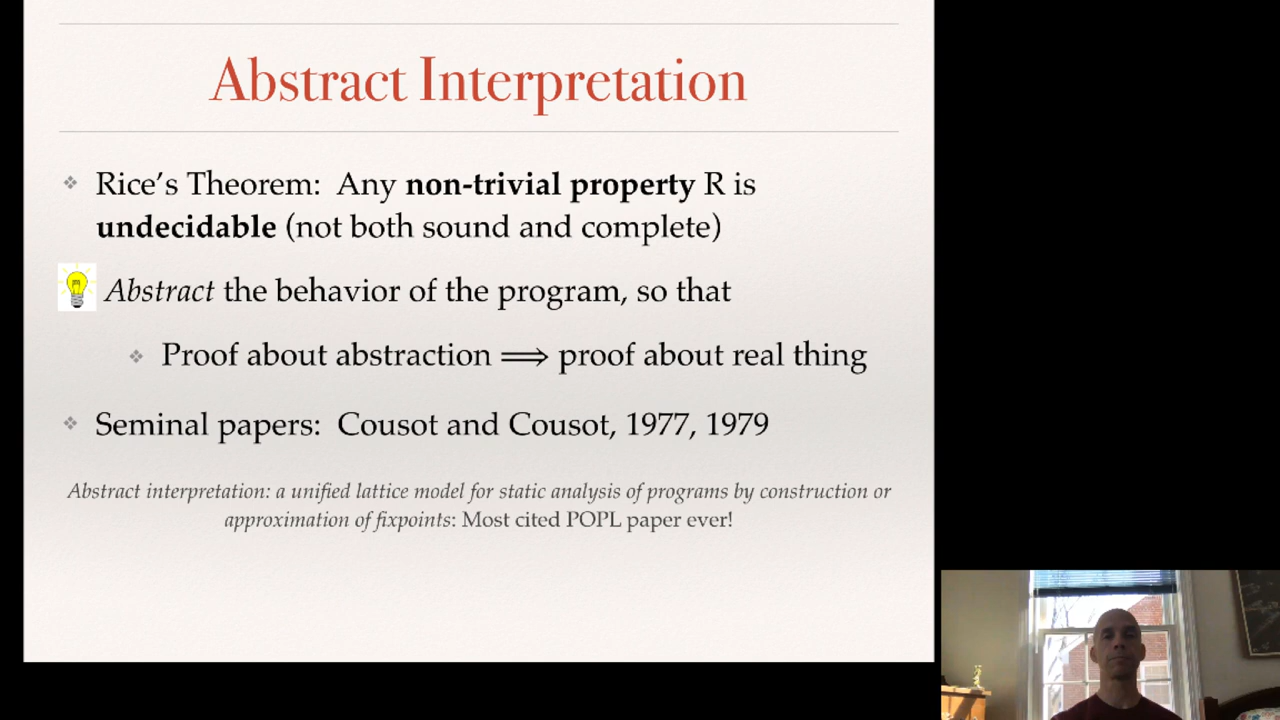 Abstract Interpretation
Rice's Theorem:  Any non-trivial property R is
undecidable (not both sound and complete)
Abstract the behavior of the program, so that
Proof about abstraction ⟹ proof about real thing
Seminal papers:  Cousot and Cousot, 1977, 1979
Abstract interpretation: a unified lattice model for static analysis of programs by construction or
approximation of fixpoints: Most cited POPL paper ever!